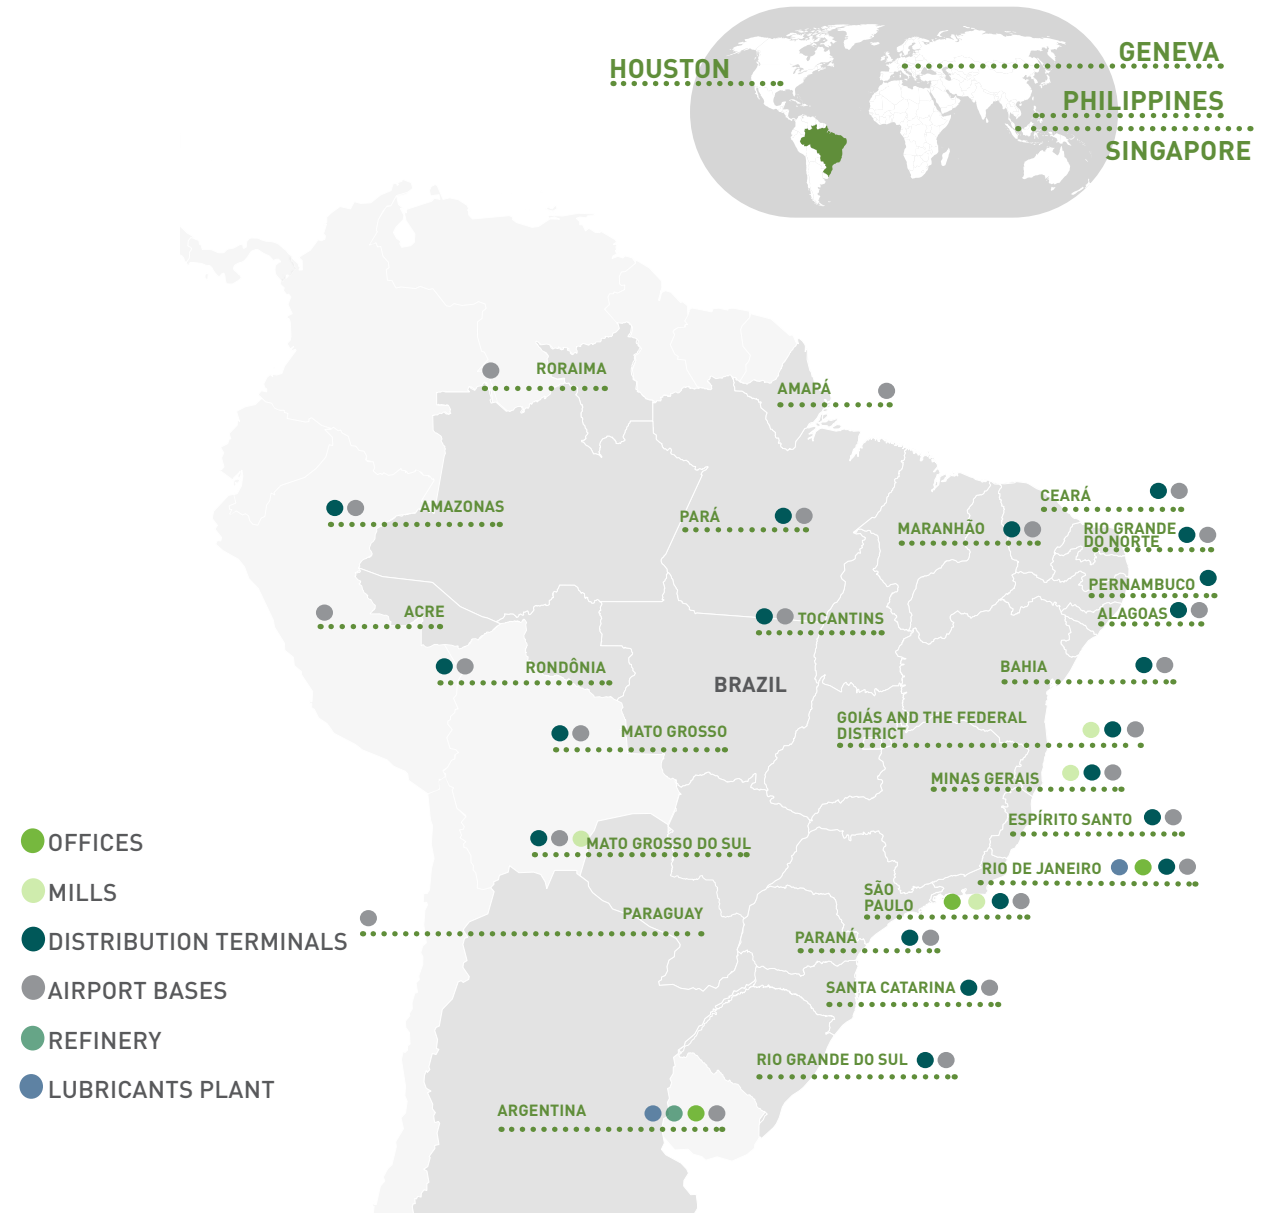 HOUSTON
GENEVA
PHILIPPINES
SINGAPORE
RORAIMA
AMAPÁ
AMAZONAS
PARÁ
MARANHÃO
CEARÁ
RIO GRANDE
DO NORTE
PERNAMBUCO
ALAGOAS
ACRE
TOCANTINS
RONDÔNIA
BRAZIL
BAHIA
MATO GROSSO
GOIÁS AND THE FEDERAL
DISTRICT
MINAS GERAIS
ESPÍRITO SANTO
MATO GROSSO DO SUL
RIO DE JANEIRO
SÃO
PAULO
PARAGUAY
PARANÁ
SANTA CATARINA
RIO GRANDE DO SUL
ARGENTINA
OFFICES
MILLS
DISTRIBUTION TERMINALS
AIRPORT BASES
REFINERY
LUBRICANTS PLANT